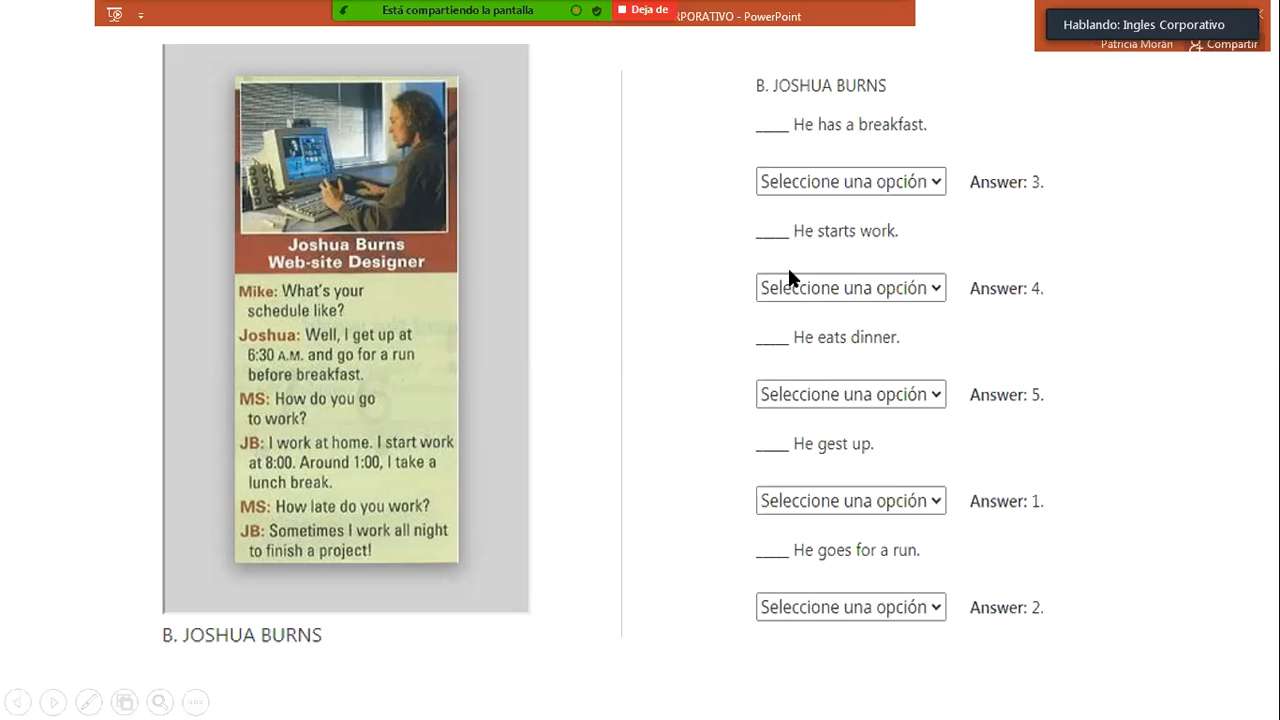 Está compartiendo la pantalla
Deja de
RPORATIVO - PowerPoint
Hablando: Ingles Corporativo
Patricia Morán
Compartir
Joshua Burns
Web-site Designer
Mike: What's your
schedule like?
Joshua: Well, I get up at
6:30 A.M. and go for a run
before breakfast.
MS: How do you go
to work?
JB: I work at home. I start work
at 8:00. Around 1:00, I take a
lunch break.
MS: How late do you work?
JB: Sometimes I work all night
to finish a project!
B. JOSHUA BURNS
B. JOSHUA BURNS
_____ He has a breakfast.
Seleccione una opción Answer: 3.
_____ He starts work.
Seleccione una opción Answer: 4.
_____ He eats dinner.
Seleccione una opción Answer: 5.
_____ He gest up.
Seleccione una opción Answer: 1.
_____ He goes for a run.
Seleccione una opción Answer: 2.